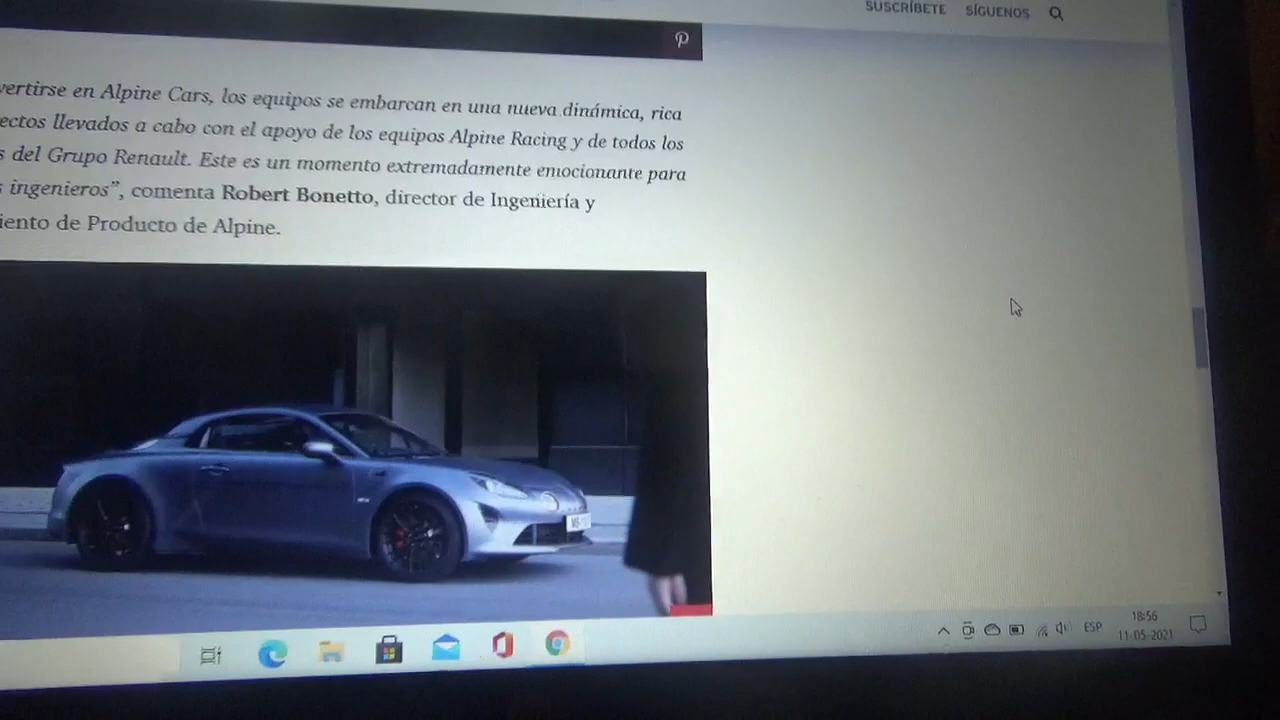 SUSCRÍBETE SÍGUENOS
vertirse en Alpine Cars, los equipos se embarcan en una nueva dinámica, rica
ectos llevados a cabo con el apoyo de los equipos Alpine Racing y de todos los
s del Grupo Renault. Este es un momento extremadamente emocionante para
s ingenieros”, comenta Robert Bonetto, director de Ingeniería y
iento de Producto de Alpine.
18:56
ESP
11-05-2021